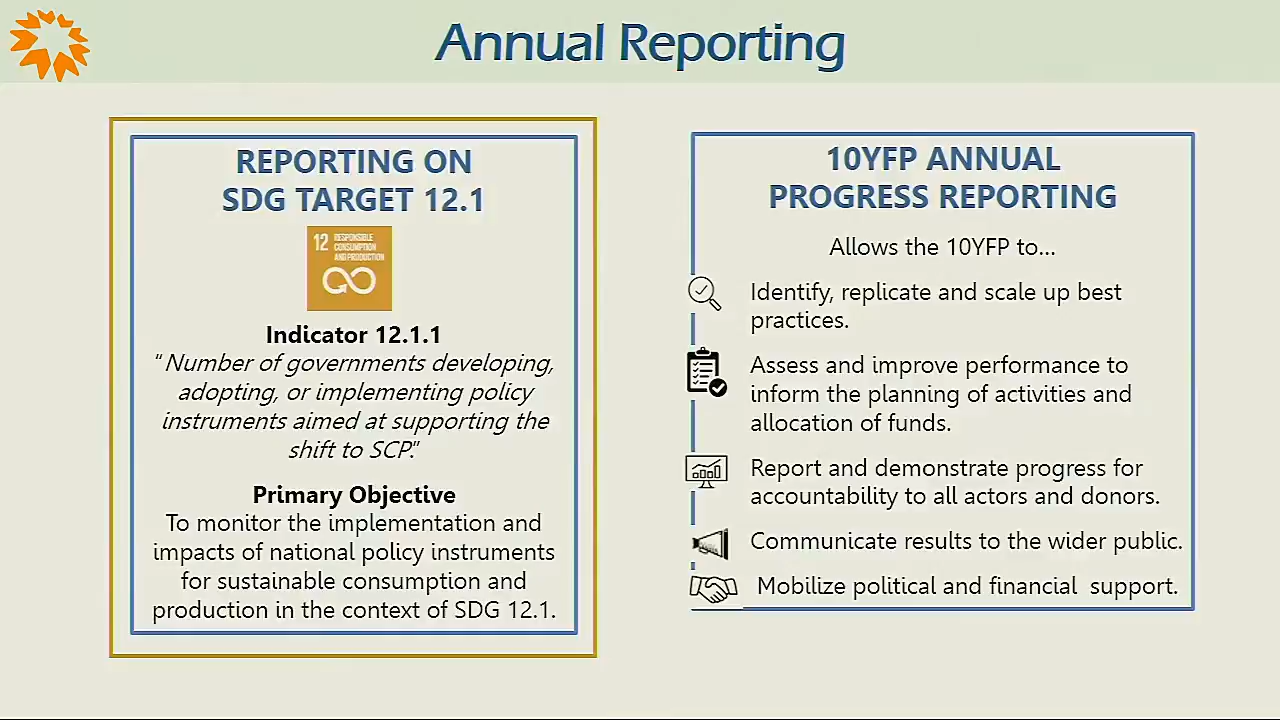 Annual Reporting
REPORTING ON
SDG TARGET 12.1
12 RESPONSIBLE
CONSUMPTION
AND PRODUCTION
Indicator 12.1.1
“Number of governments developing,
adopting, or implementing policy
instruments aimed at supporting the
shift to SCP.”
Primary Objective
To monitor the implementation and
impacts of national policy instruments
for sustainable consumption and
production in the context of SDG 12.1.
10YFP ANNUAL
PROGRESS REPORTING
Allows the 10YFP to...
Identify, replicate and scale up best
practices.
Assess and improve performance to
inform the planning of activities and
allocation of funds.
Report and demonstrate progress for
accountability to all actors and donors.
Communicate results to the wider public.
Mobilize political and financial support.